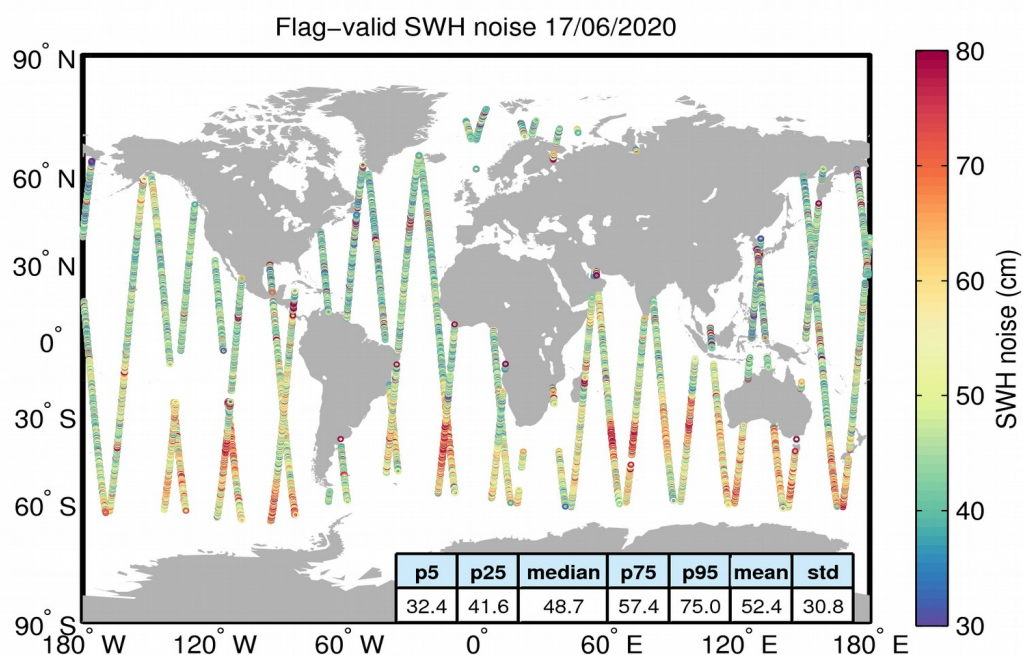 Flag−valid SWH noise 17/06/2020
90° N
60° N
30° N
0°
30° S
60° S
90° S
180° W 120° W 60° W 0° 60° E 120° E 180° E
80
70
60
50
40
30
SWH noise (cm)
p5 p25 median p75 p95 mean std
32.4 41.6 48.7 57.4 75.0 52.4 30.8